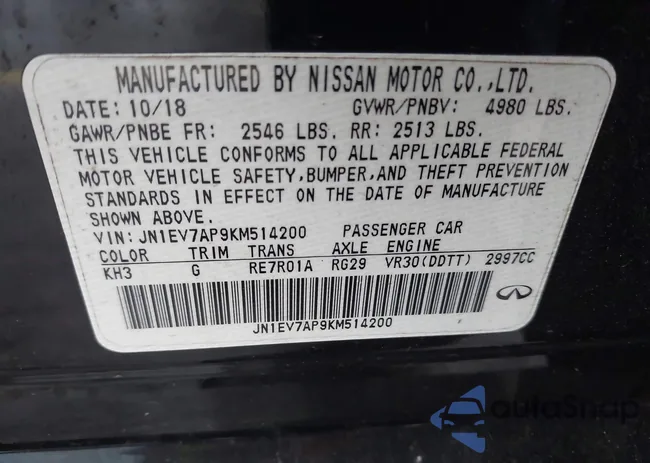 MANUFACTURED BY NISSAN MOTOR CO.,LTD.
DATE: 10/18 GVWR/PNBV: 4980 LBS.
GAWR/PNBE FR: 2546 LBS. RR: 2513 LBS.
THIS VEHICLE CONFORMS TO ALL APPLICABLE FEDERAL
MOTOR VEHICLE SAFETY,BUMPER,AND THEFT PREVENTION
STANDARDS IN EFFECT ON THE DATE OF MANUFACTURE
SHOWN ABOVE.
VIN: JN1EV7AP9KM514200 PASSENGER CAR
COLOR TRIM TRANS AXLE ENGINE
KH3 G RE7R01A RG29 VR30(DDTT) 2997CC
JN1EV7AP9KM514200
autoSnap